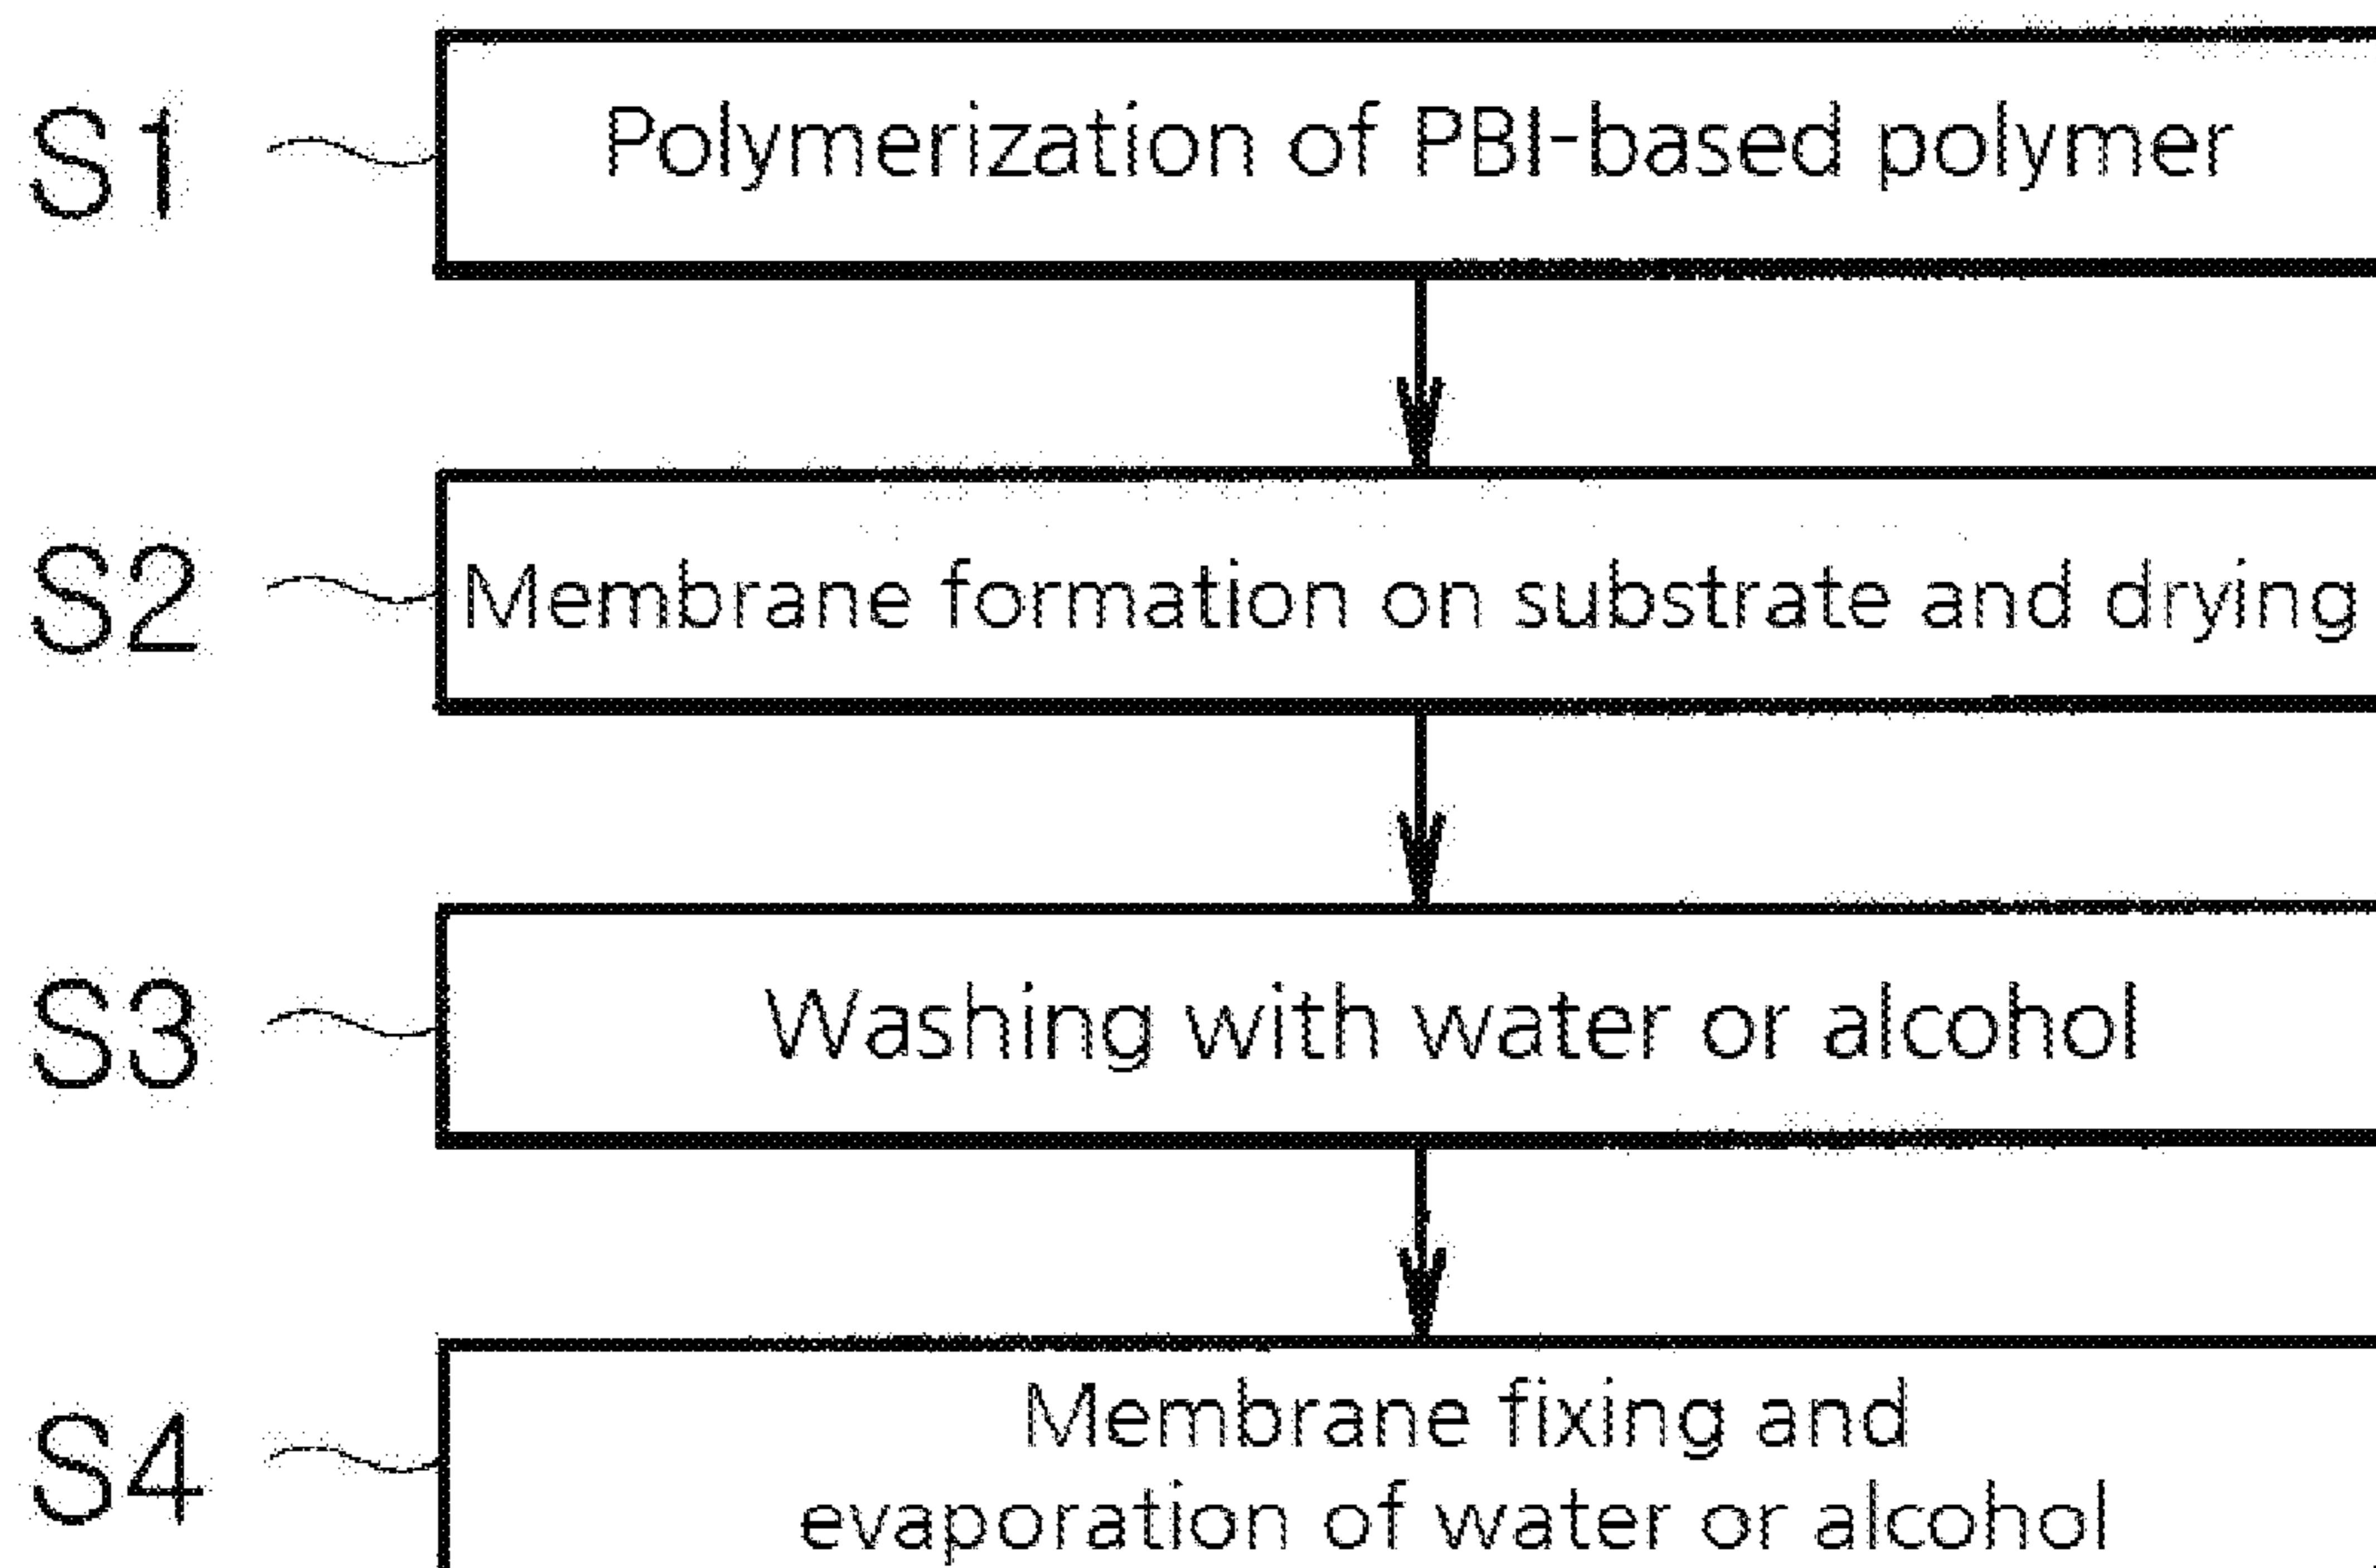 S1 Polymerization of PBI-based polymer
S2 Membrane formation on substrate and drying
S3 Washing with water or alcohol
S4 Membrane fixing and
evaporation of water or alcohol